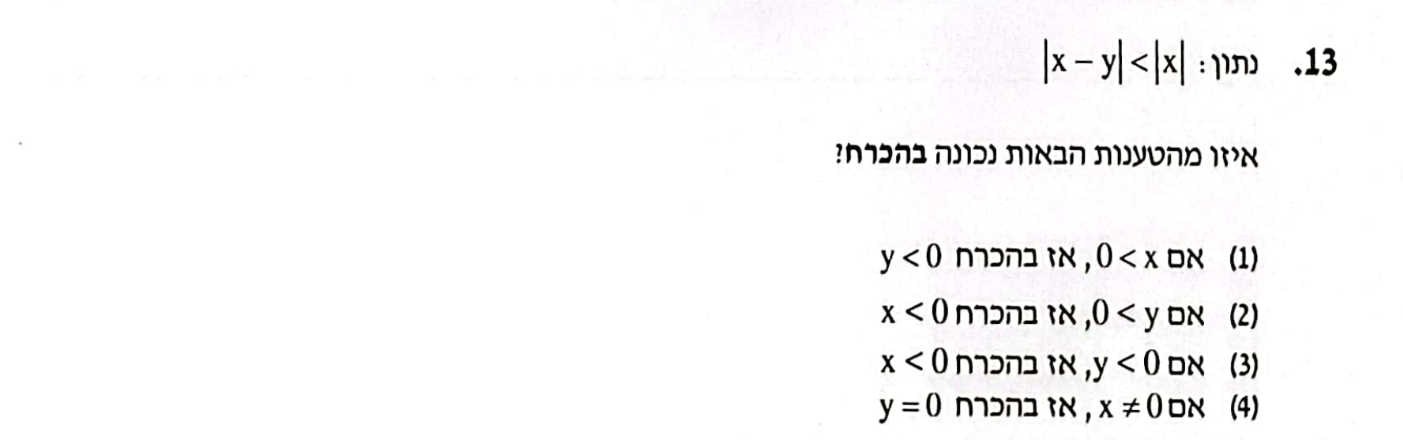 13. נתון: |x − y| < |x|
איזו מהטענות הבאות נכונה בהכרח?
(1) אם 0 < x, אז בהכרח y < 0
(2) אם 0 < y, אז בהכרח x < 0
(3) אם y < 0, אז בהכרח x < 0
(4) אם x ≠ 0, אז בהכרח y = 0